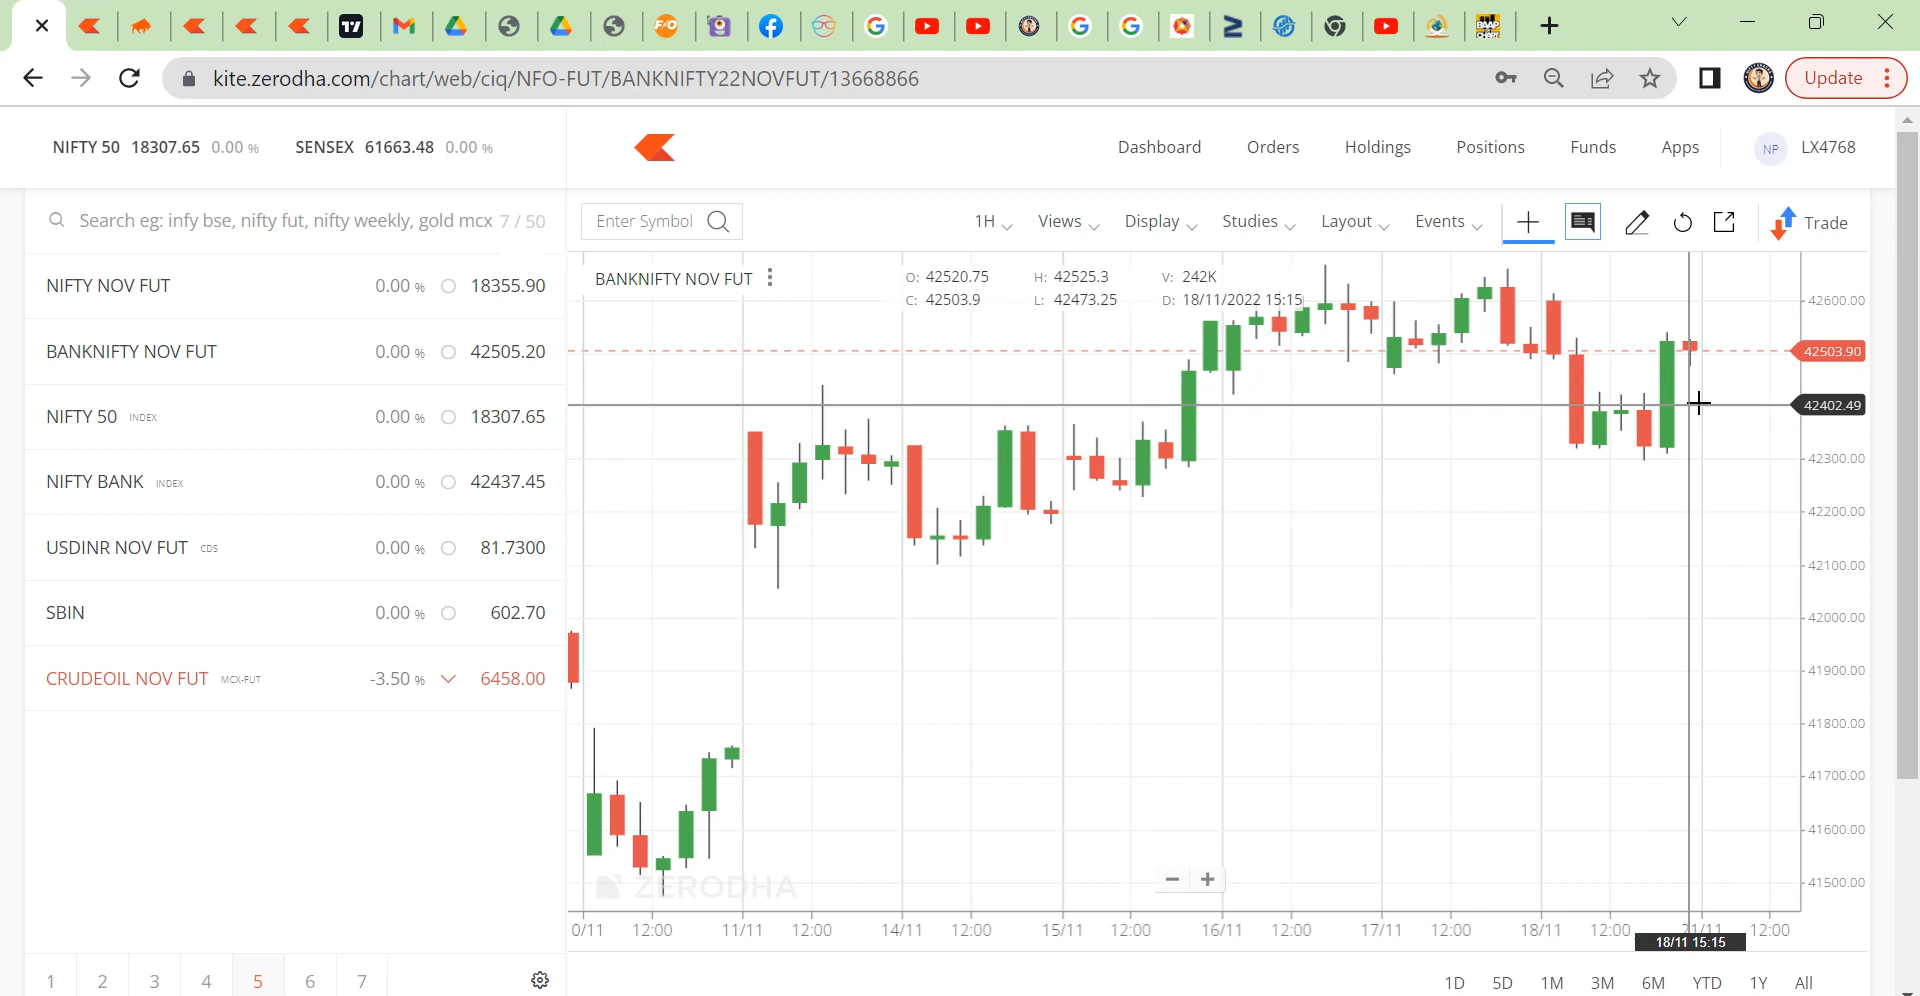 kite.zerodha.com/chart/web/ciq/NFO-FUT/BANKNIFTY22NOVFUT/13668866
Update
NIFTY 50 18307.65 0.00 % SENSEX 61663.48 0.00 %
Dashboard Orders Holdings Positions Funds Apps NP LX4768
Search eg: infy bse, nifty fut, nifty weekly, gold mcx 7 / 50
Enter Symbol 1H Views Display Studies Layout Events Trade
NIFTY NOV FUT 0.00 % 18355.90
BANKNIFTY NOV FUT 0.00 % 42505.20
NIFTY 50 INDEX 0.00 % 18307.65
NIFTY BANK INDEX 0.00 % 42437.45
USDINR NOV FUT CDS 0.00 % 81.7300
SBIN 0.00 % 602.70
CRUDEOIL NOV FUT MCX-FUT -3.50 % 6458.00
1 2 3 4 5 6 7
BANKNIFTY NOV FUT
O: 42520.75 H: 42525.3 V: 242K
C: 42503.9 L: 42473.25 D: 18/11/2022 15:15
42600.00
42503.90
42402.49
42300.00
42200.00
42100.00
42000.00
41900.00
41800.00
41700.00
41600.00
41500.00
ZERODHA
0/11 12:00 11/11 12:00 14/11 12:00 15/11 12:00 16/11 12:00 17/11 12:00 18/11 12:00 21/11 12:00
18/11 15:15
1D 5D 1M 3M 6M YTD 1Y All